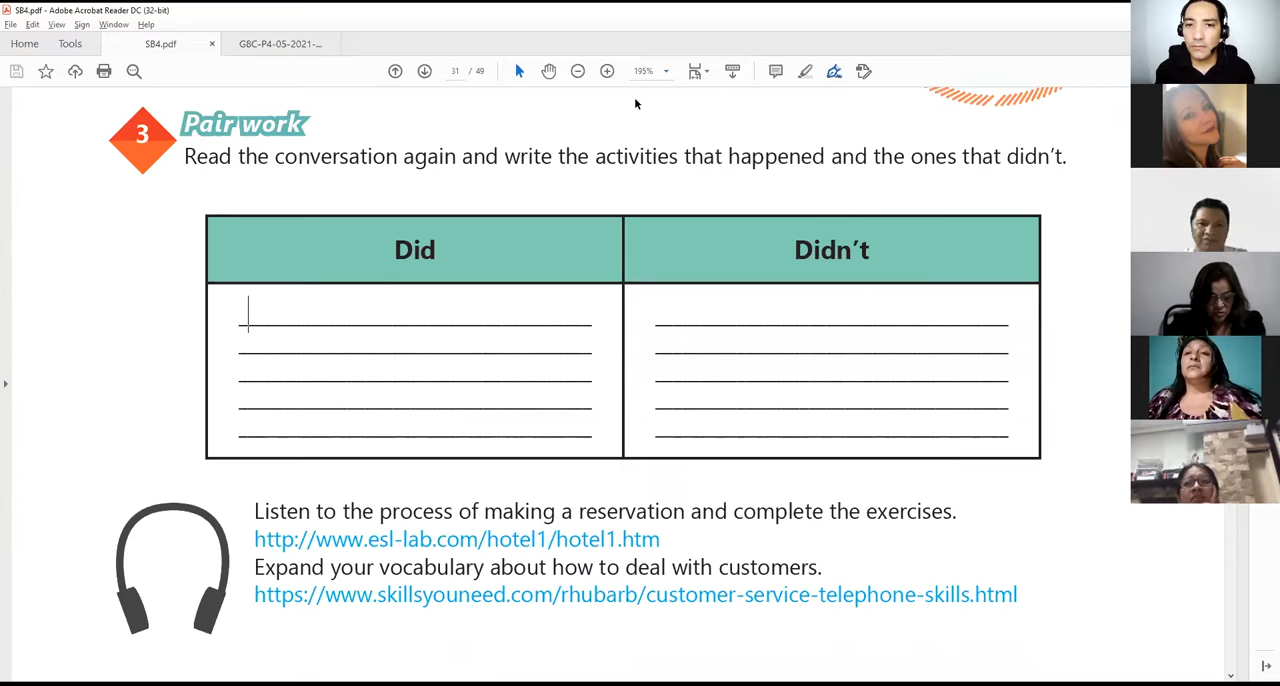 SB4.pdf - Adobe Acrobat Reader DC (32-bit)
File Edit View Sign Window Help
Home Tools SB4.pdf × G8C-P4-05-2021-...
31 / 49 195%
3 Pair work
Read the conversation again and write the activities that happened and the ones that didn't.
Did Didn't
Listen to the process of making a reservation and complete the exercises.
http://www.esl-lab.com/hotel1/hotel1.htm
Expand your vocabulary about how to deal with customers.
https://www.skillsyouneed.com/rhubarb/customer-service-telephone-skills.html